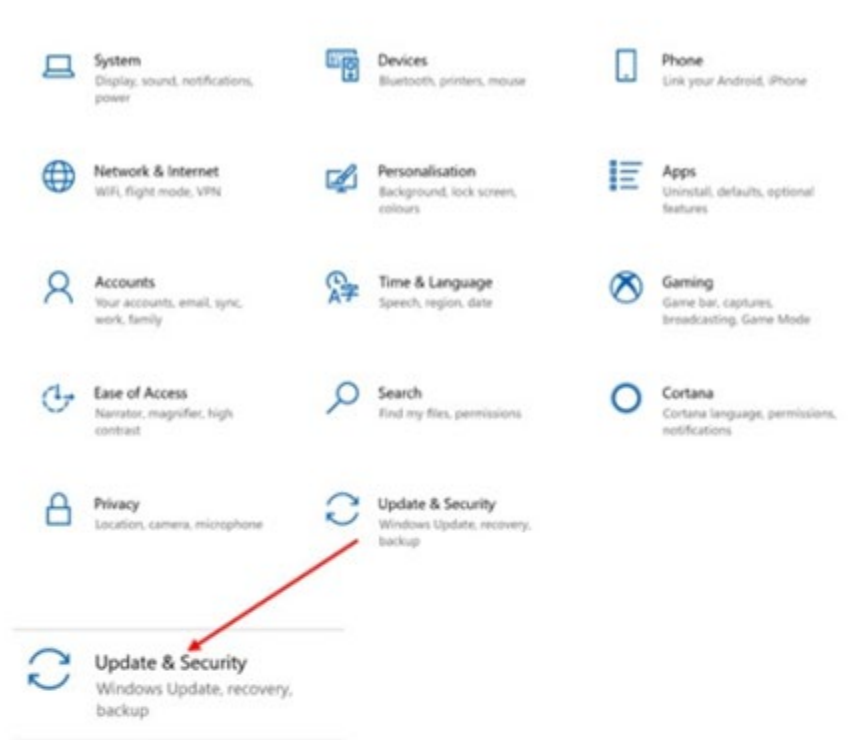 System
Display, sound, notifications,
power
Devices
Bluetooth, printers, mouse
Phone
Link your Android, iPhone
Network & Internet
WiFi, flight mode, VPN
Personalisation
Background, lock screen,
colours
Apps
Uninstall, defaults, optional
features
Accounts
Your accounts, email, sync,
work, family
Time & Language
Speech, region, date
Gaming
Game bar, captures,
broadcasting, Game Mode
Ease of Access
Narrator, magnifier, high
contrast
Search
Find my files, permissions
Cortana
Cortana language, permissions,
notifications
Privacy
Location, camera, microphone
Update & Security
Windows Update, recovery,
backup
Update & Security
Windows Update, recovery,
backup